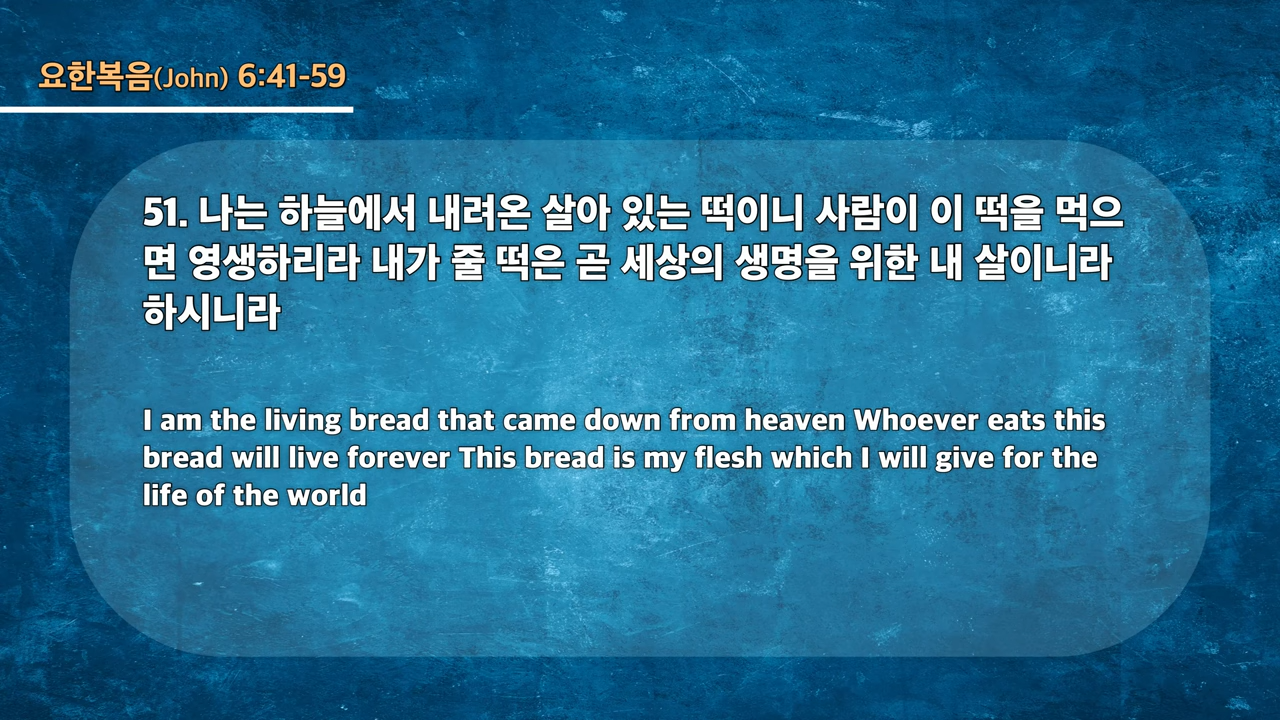 요한복음(John) 6:41-59
51. 나는 하늘에서 내려온 살아 있는 떡이니 사람이 이 떡을 먹으
면 영생하리라 내가 줄 떡은 곧 세상의 생명을 위한 내 살이니라
하시니라
I am the living bread that came down from heaven Whoever eats this
bread will live forever This bread is my flesh which I will give for the
life of the world